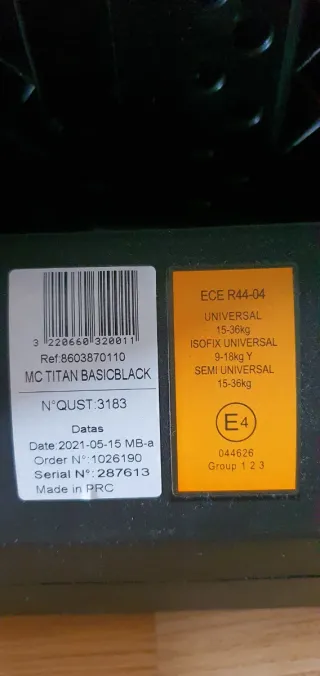 3 220660 320011
Ref:8603870110
MC TITAN BASICBLACK
N°QUST:3183
Datas
Date:2021-05-15 MB-a
Order N°:1026190
Serial N°:287613
Made in PRC
ECE R44-04
UNIVERSAL
15-36kg
ISOFIX UNIVERSAL
9-18kg Y
SEMI UNIVERSAL
15-36kg
E4
044626
Group 1 2 3